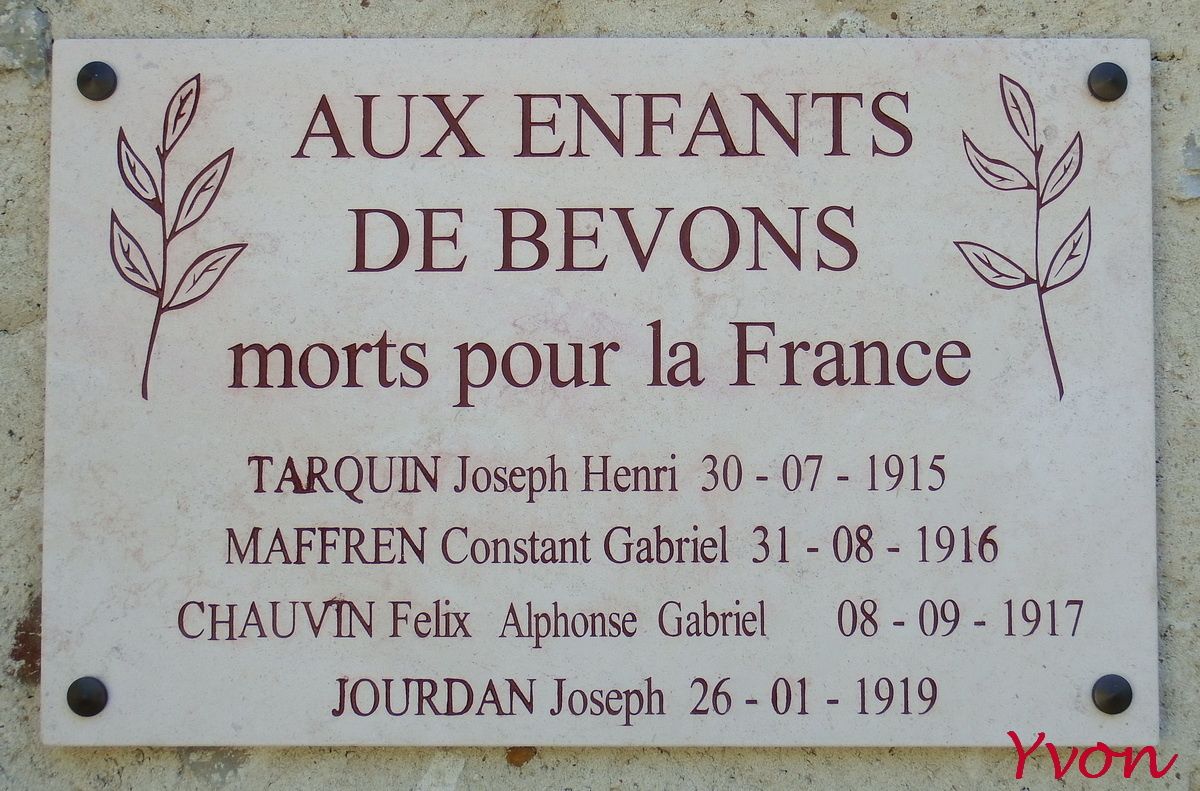 AUX ENFANTS
DE BEVONS
morts pour la France
TARQUIN Joseph Henri 30 - 07 - 1915
MAFFREN Constant Gabriel 31 - 08 - 1916
CHAUVIN Felix Alphonse Gabriel 08 - 09 - 1917
JOURDAN Joseph 26 - 01 - 1919
Yvon